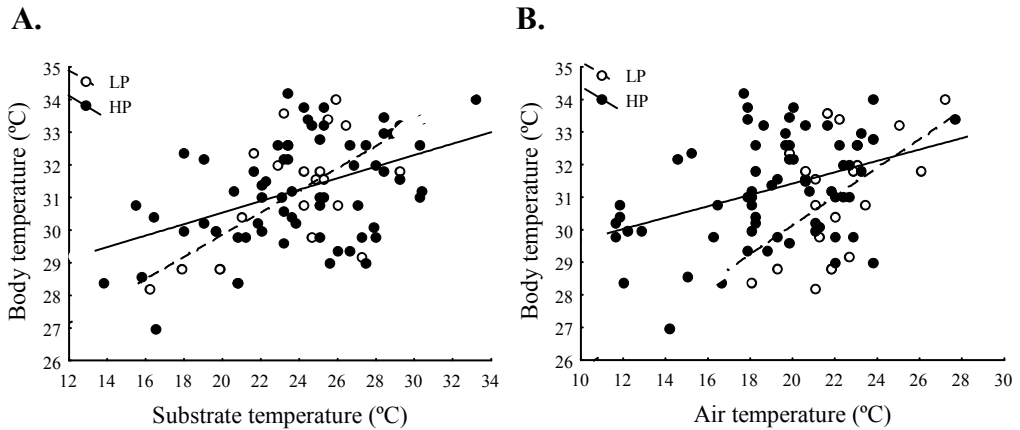 A.
B.
LP
HP
35
34
33
32
31
30
29
28
27
26
Body temperature (ºC)
12 14 16 18 20 22 24 26 28 30 32 34
Substrate temperature (ºC)
LP
HP
35
34
33
32
31
30
29
28
27
26
Body temperature (ºC)
10 12 14 16 18 20 22 24 26 28 30
Air temperature (ºC)